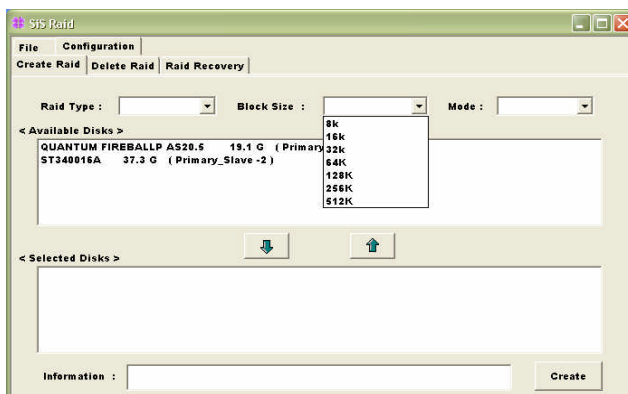 SiS Raid
File Configuration
Create Raid Delete Raid Raid Recovery
Raid Type : Block Size : Mode :
< Available Disks >
8k
16k
QUANTUM FIREBALLP AS20.5 19.1 G ( Primary 32k
ST340016A 37.3 G ( Primary_Slave -2 ) 64K
128K
256K
512K
< Selected Disks >
Information :
Create